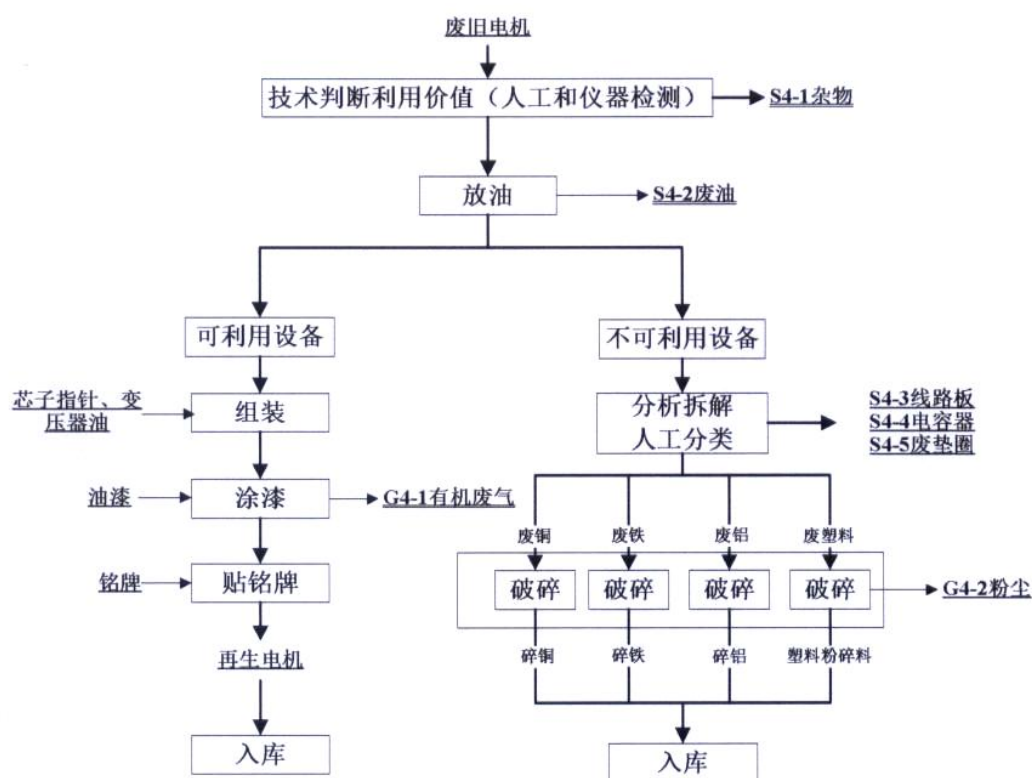 废旧电机
技术判断利用价值（人工和仪器检测）
S4-1杂物
放油
S4-2废油
可利用设备
不可利用设备
芯子指针、变
压器油
组装
分析拆解
人工分类
S4-3线路板
S4-4电容器
S4-5废垫圈
油漆
涂漆
G4-1有机废气
废铜
废铁
废铝
废塑料
铭牌
贴铭牌
破碎
破碎
破碎
破碎
G4-2粉尘
再生电机
碎铜
碎铁
碎铝
塑料粉碎料
入库
入库